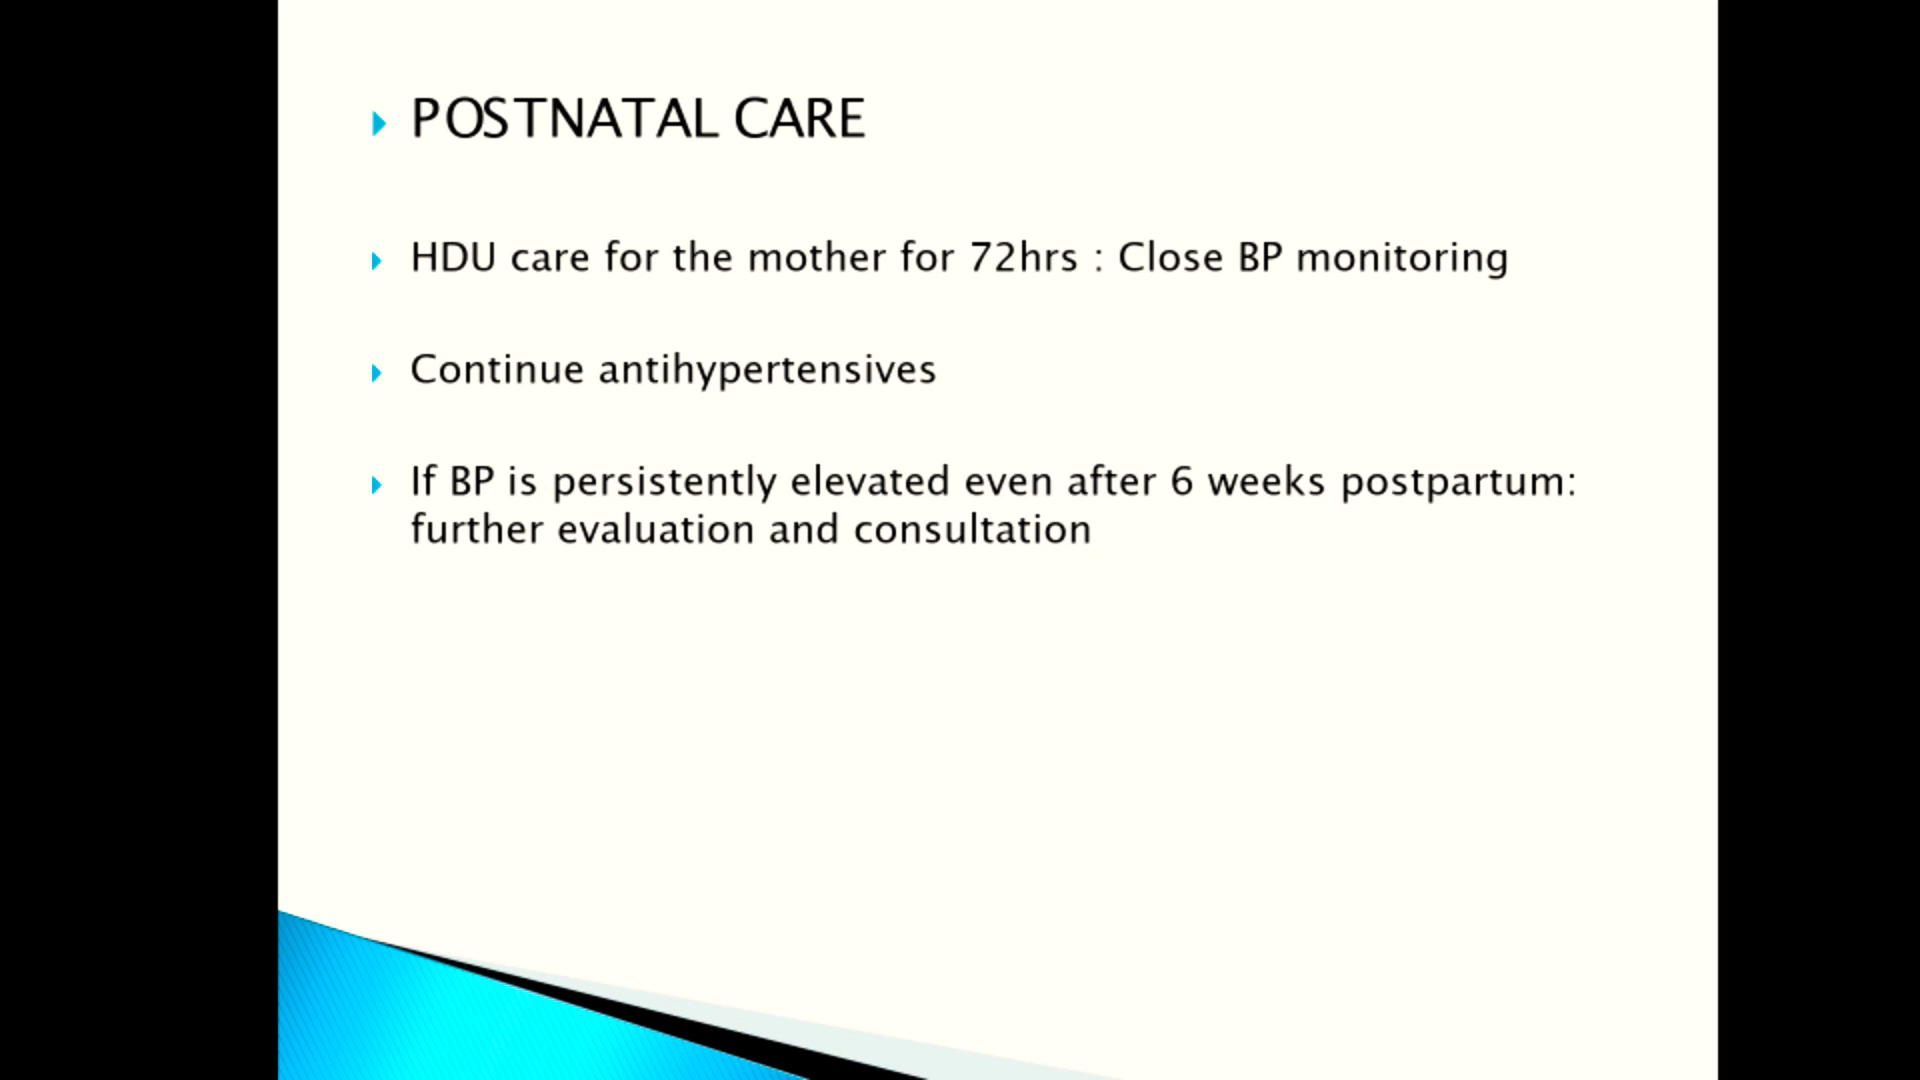 POSTNATAL CARE
HDU care for the mother for 72hrs : Close BP monitoring
Continue antihypertensives
If BP is persistently elevated even after 6 weeks postpartum:
further evaluation and consultation